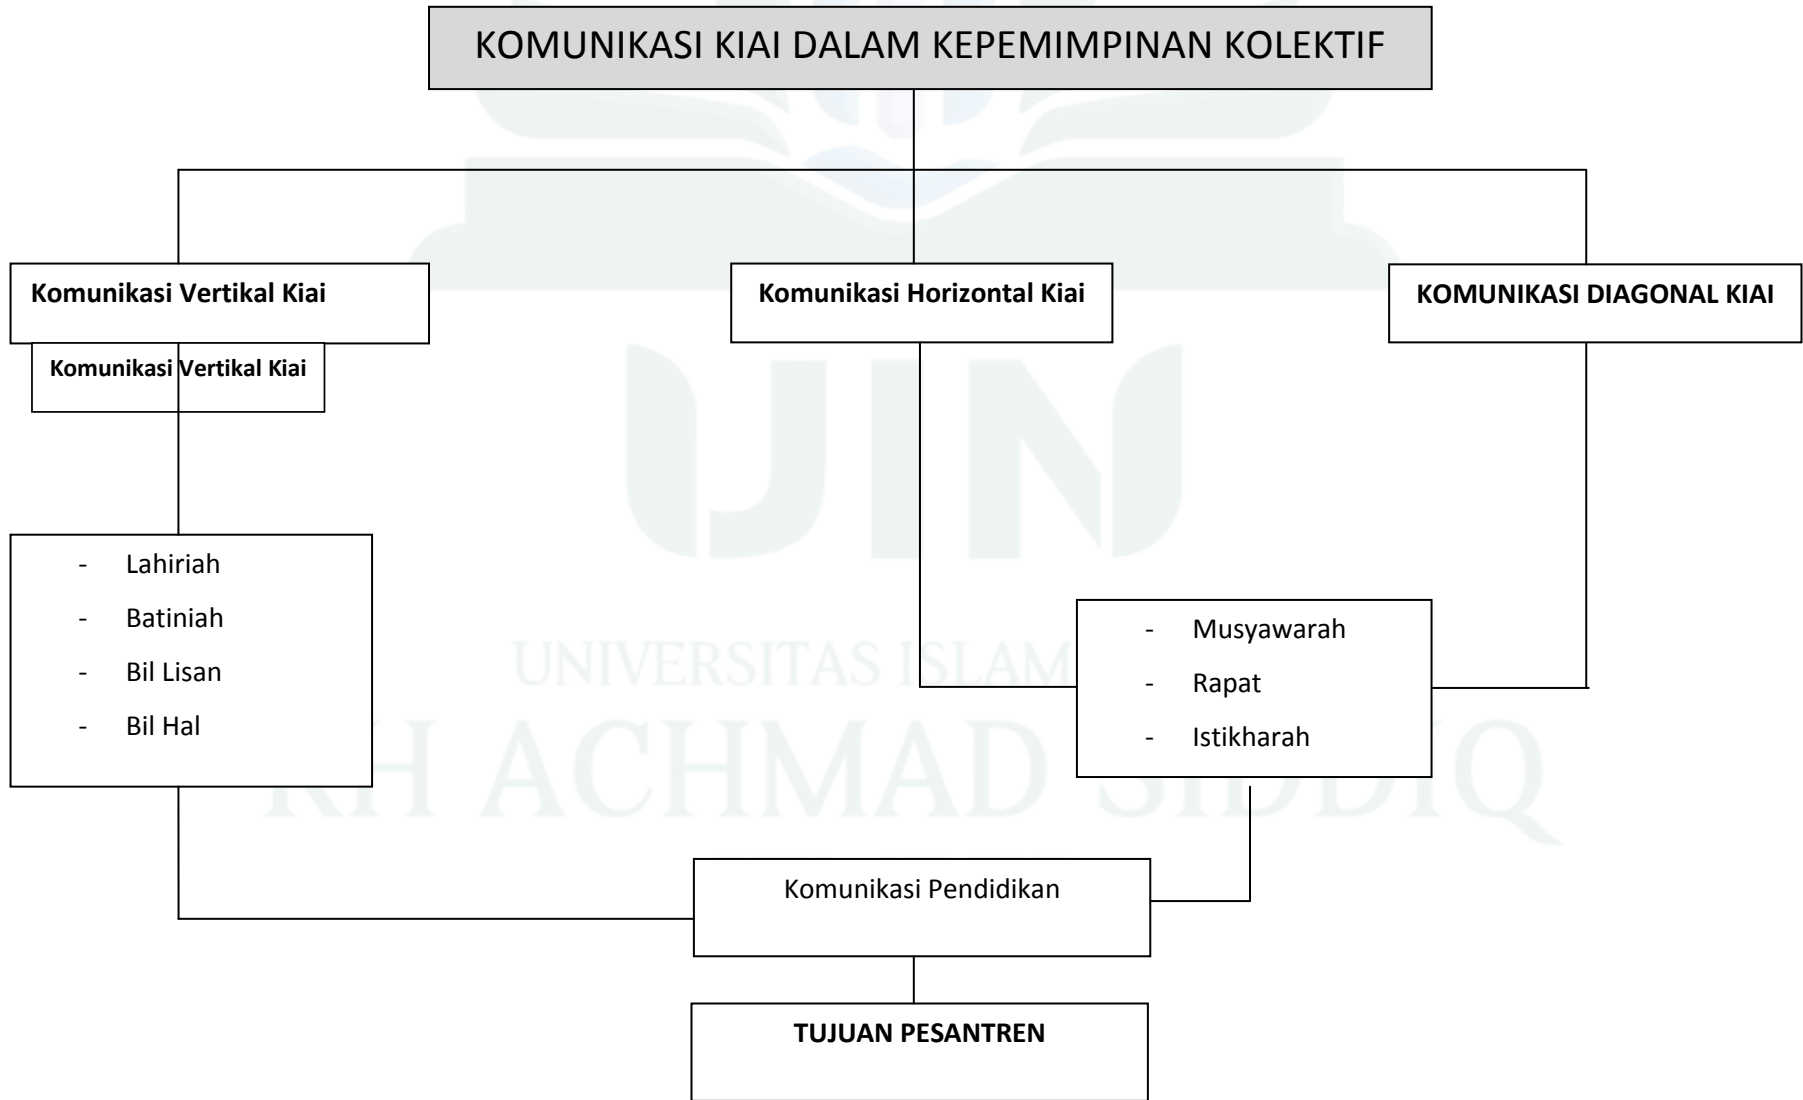 KOMUNIKASI KIAI DALAM KEPEMIMPINAN KOLEKTIF
Komunikasi Vertikal Kiai
Komunikasi Horizontal Kiai
KOMUNIKASI DIAGONAL KIAI
Komunikasi Vertikal Kiai
- Lahiriah
- Batiniah
- Bil Lisan
- Bil Hal
- Musyawarah
- Rapat
- Istikharah
Komunikasi Pendidikan
TUJUAN PESANTREN
UIN
UNIVERSITAS ISLAM
KH ACHMAD SIDDIQ